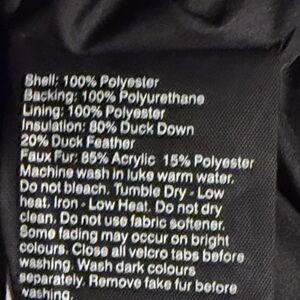 Shell: 100% Polyester
Backing: 100% Polyurethane
Lining: 100% Polyester
Insulation: 80% Duck Down
20% Duck Feather
Faux Fur: 85% Acrylic 15% Polyester
Machine wash in luke warm water.
Do not bleach. Tumble Dry - Low
heat. Iron - Low Heat. Do not dry
clean. Do not use fabric softener.
Some fading may occur on bright
colours. Close all velcro tabs before
washing. Wash dark colours
separately. Remove fake fur before
washing.